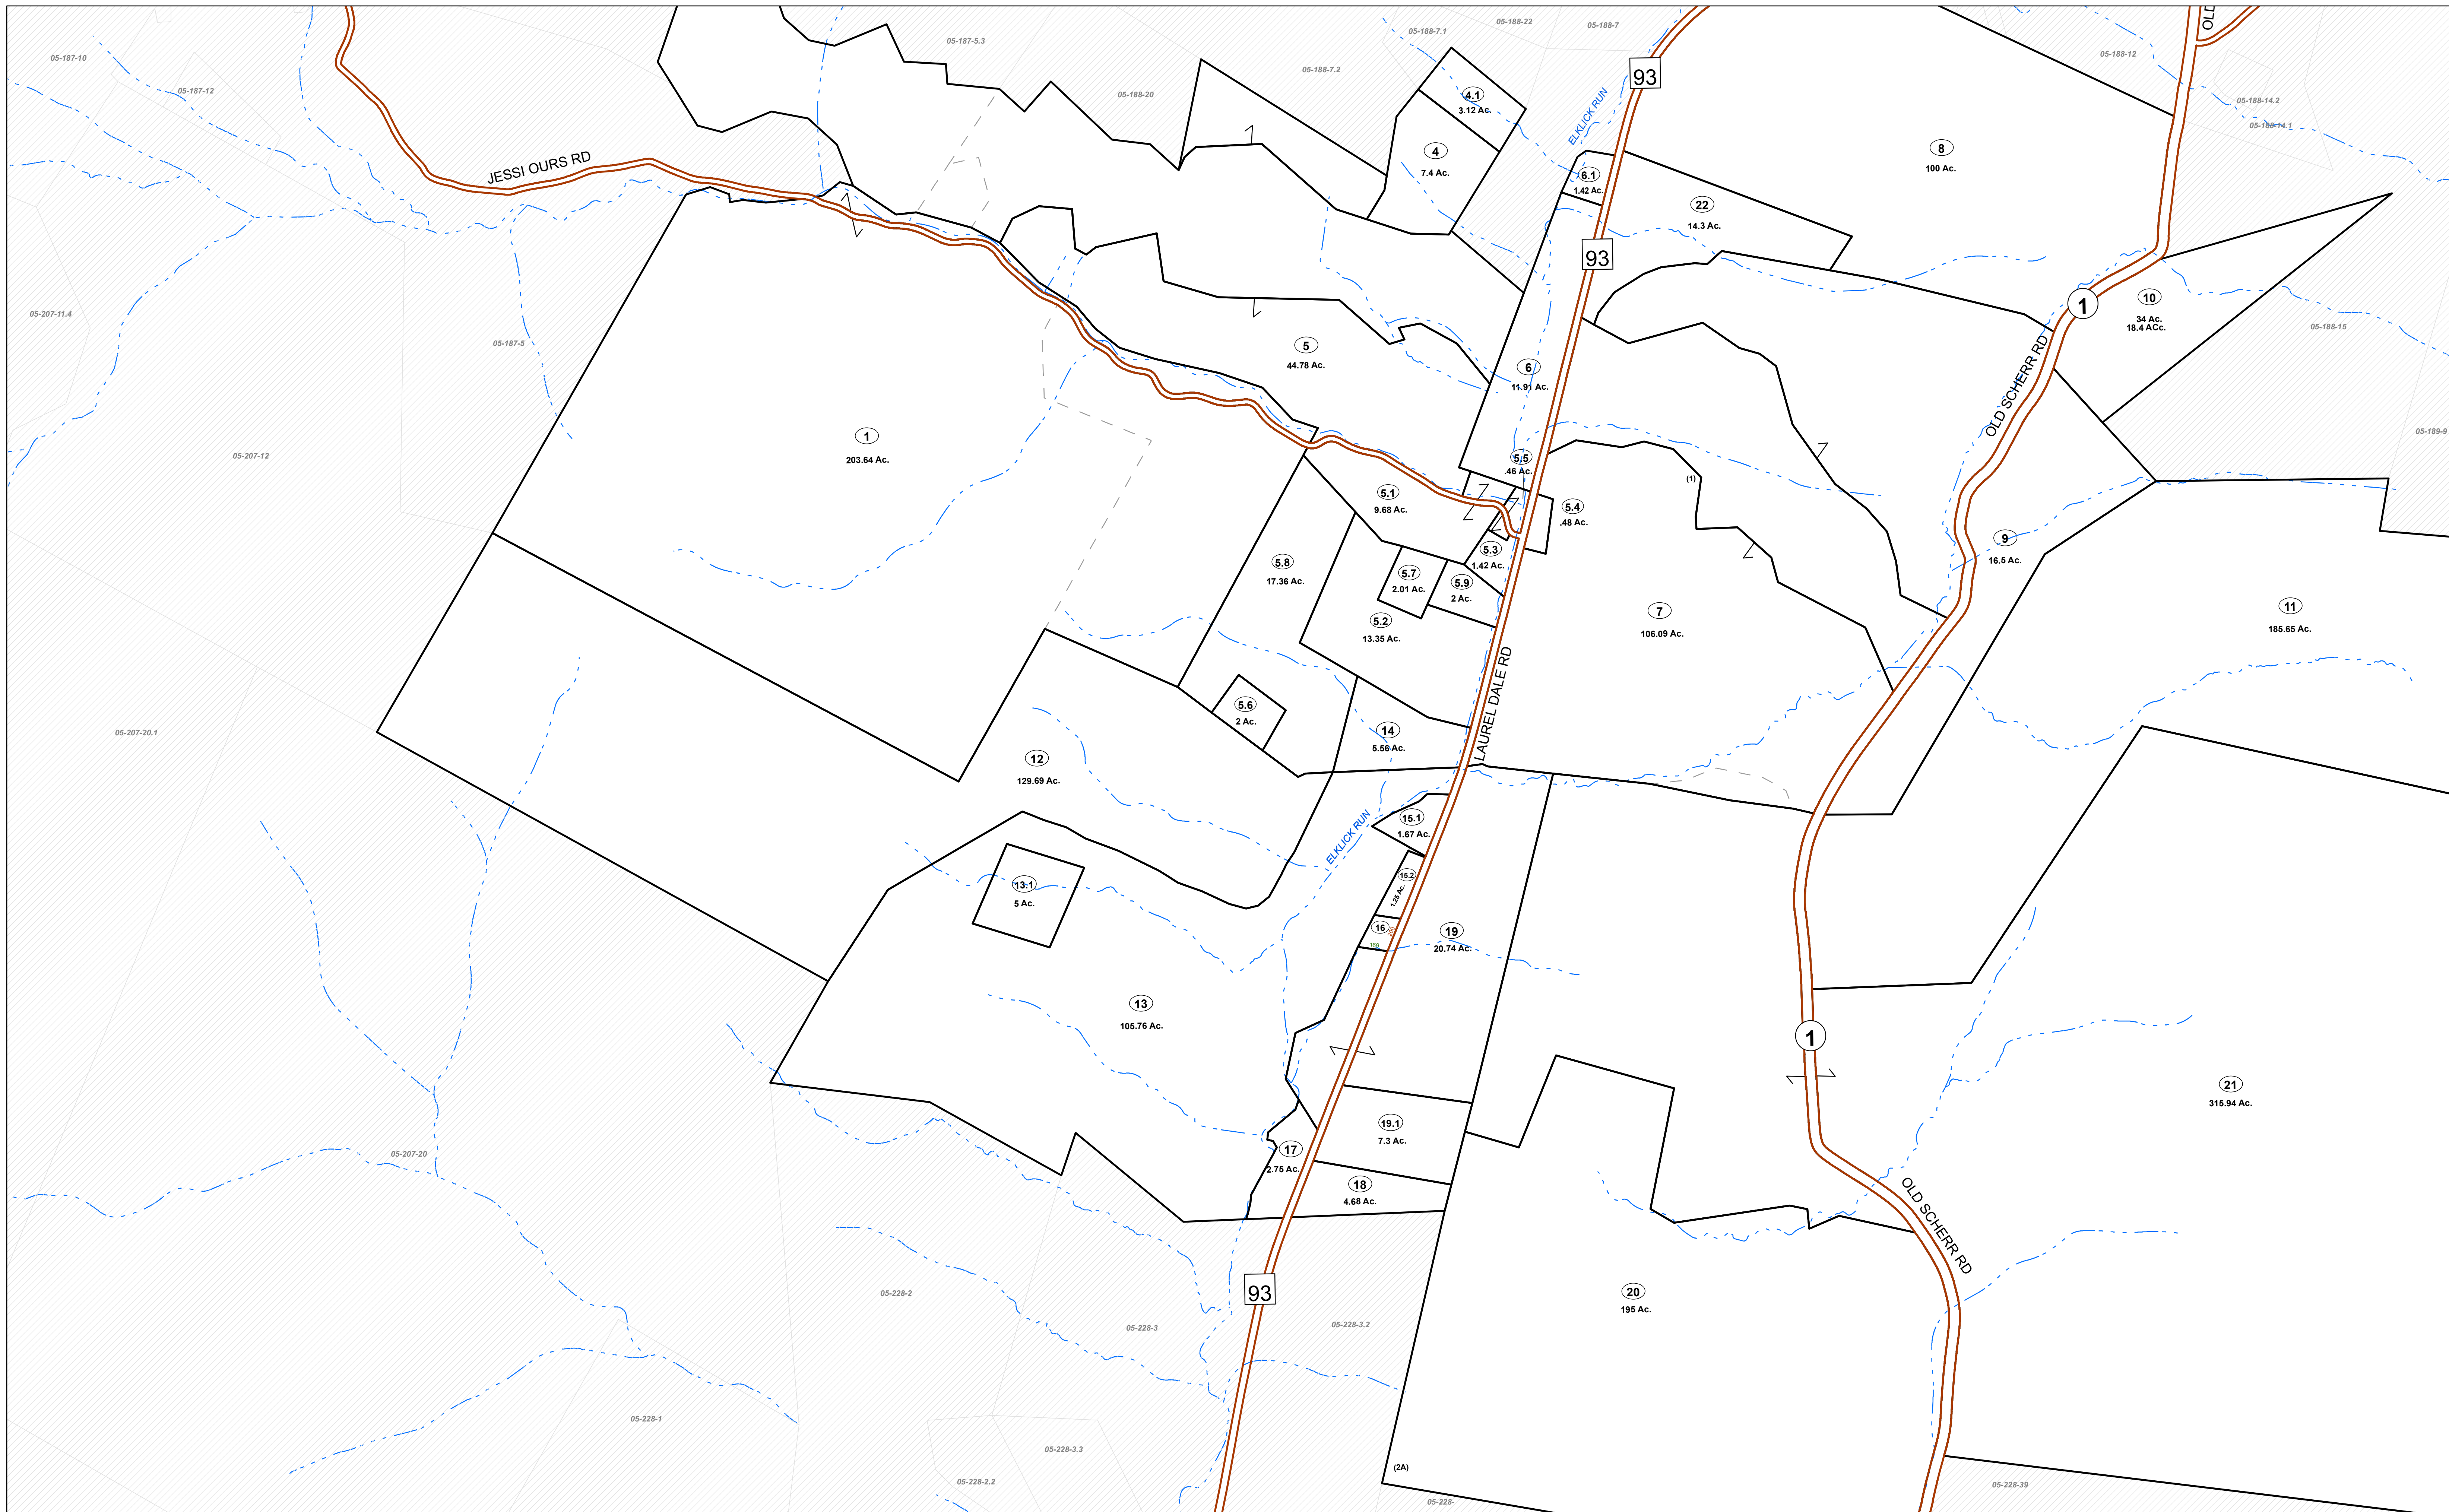 05-188-22
05-188-7
05-188-7.1
OLD
05-187-5.3
05-188-12
05-187-10
05-188-7.2
93
05-187-12
05-188-20
4.1
3.12 Ac.
ELKLICK RUN
05-188-14.2
05-188-14.1
4
7.4 Ac.
8
100 Ac.
JESSI OURS RD
6.1
1.42 Ac.
22
14.3 Ac.
93
1
10
34 Ac.
18.4 ACc.
05-207-11.4
05-188-15
05-187-5
5
44.78 Ac.
6
11.91 Ac.
OLD SCHERR RD
1
203.64 Ac.
05-189-9
05-207-12
5.5
.46 Ac.
(1)
5.1
9.68 Ac.
5.4
.48 Ac.
9
16.5 Ac.
5.3
1.42 Ac.
5.8
17.36 Ac.
5.7
2.01 Ac.
5.9
2 Ac.
7
106.09 Ac.
11
185.65 Ac.
5.2
13.35 Ac.
LAUREL DALE RD
5.6
2 Ac.
14
5.56 Ac.
05-207-20.1
12
129.69 Ac.
15.1
1.67 Ac.
ELKLICK RUN
15.2
1.25 Ac.
13.1
5 Ac.
16
200
169
19
20.74 Ac.
13
105.76 Ac.
1
21
315.94 Ac.
19.1
7.3 Ac.
17
2.75 Ac.
05-207-20
18
4.68 Ac.
OLD SCHERR RD
93
05-228-2
20
195 Ac.
05-228-3
05-228-3.2
05-228-1
05-228-3.3
(2A)
05-228-2.2
05-228-39
05-228-